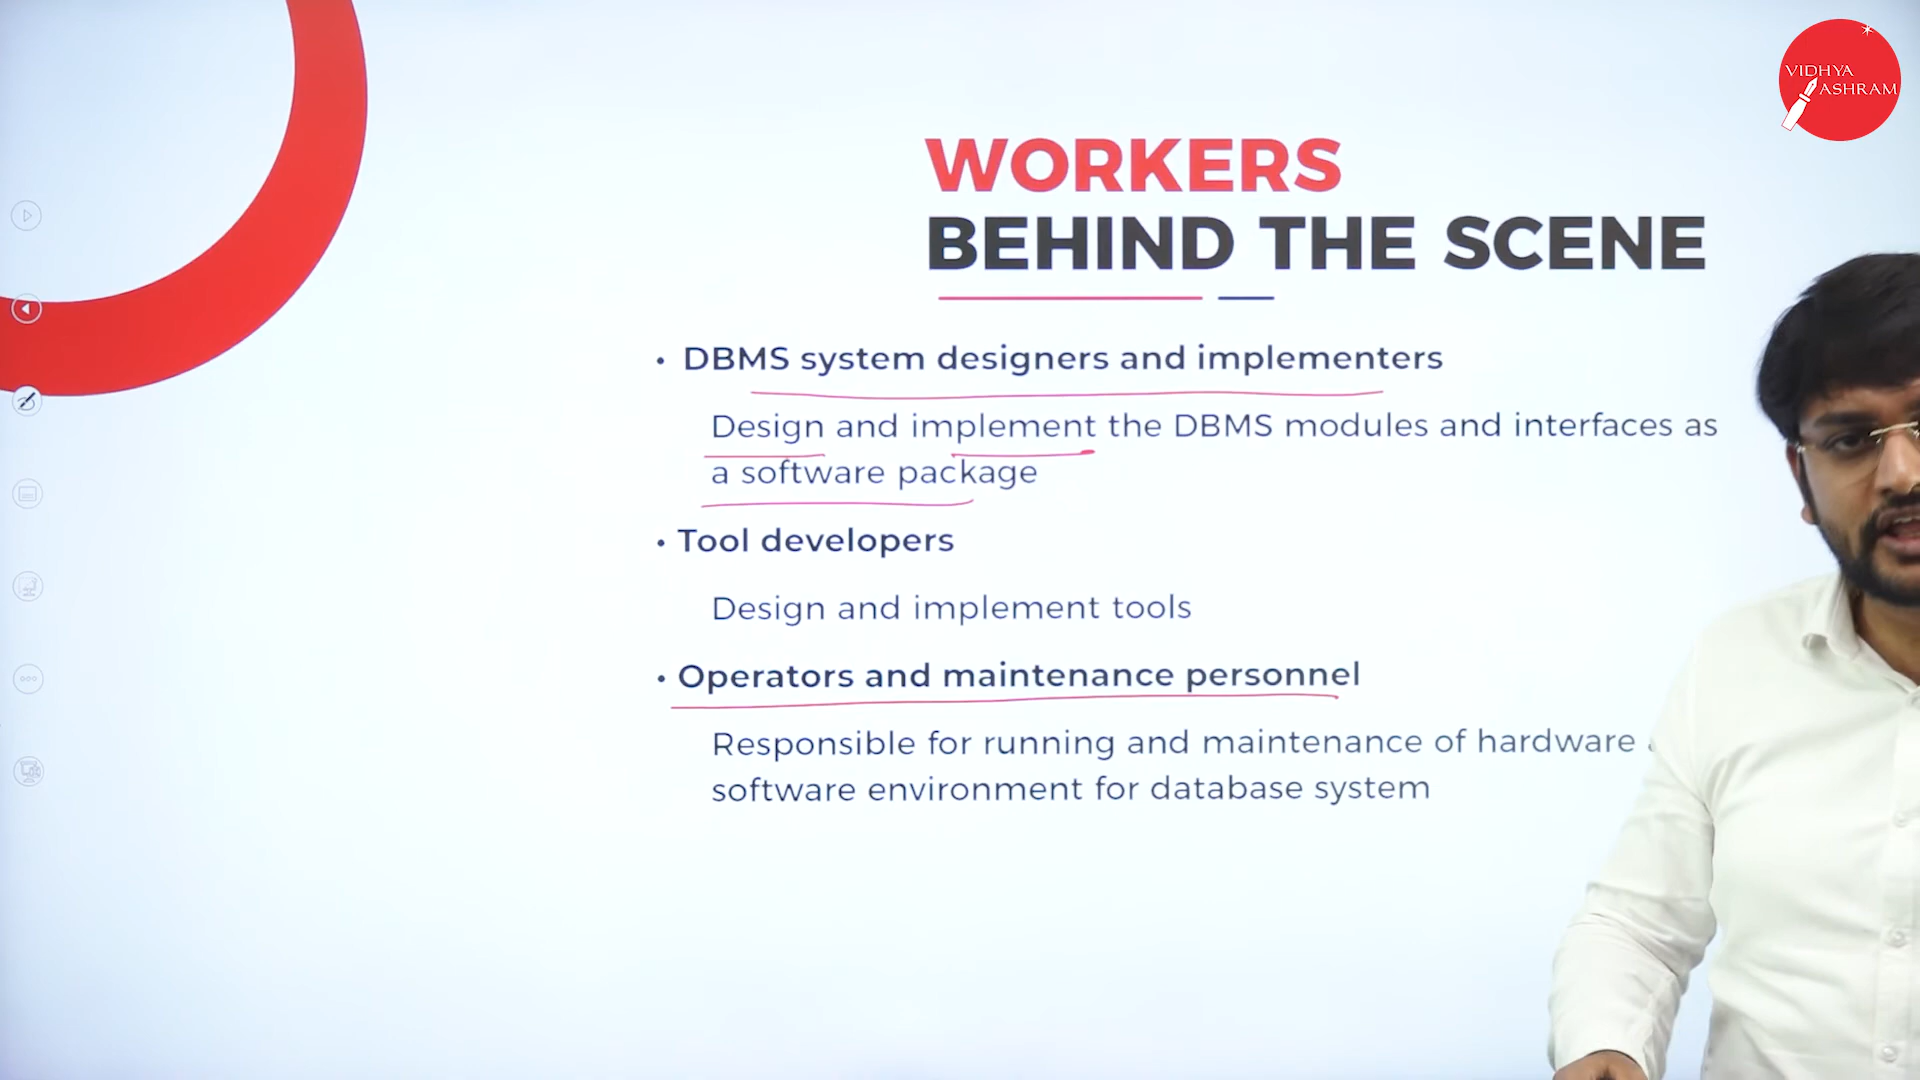 VIDHYA
ASHRAM
WORKERS
BEHIND THE SCENE
• DBMS system designers and implementers
Design and implement the DBMS modules and interfaces as
a software package
• Tool developers
Design and implement tools
• Operators and maintenance personnel
Responsible for running and maintenance of hardware
software environment for database system